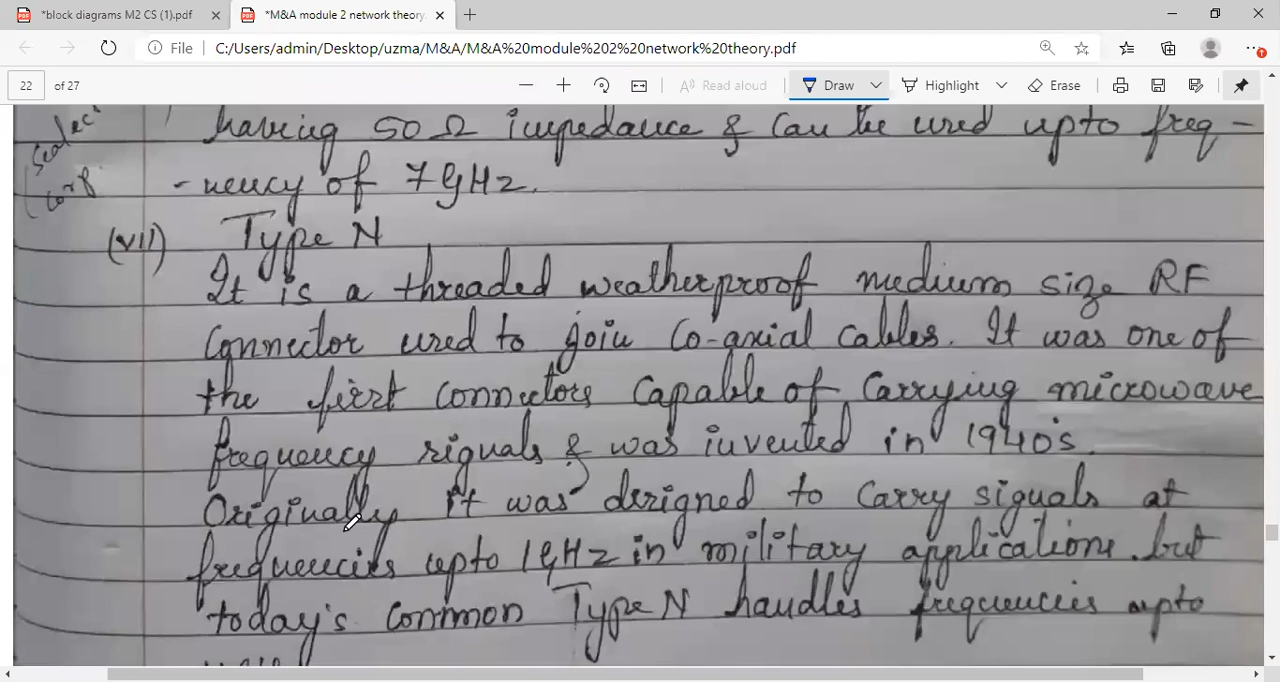 *block diagrams M2 CS (1).pdf
*M&A module 2 network theory.
File C:/Users/admin/Desktop/uzma/M&A/M&A%20module%202%20network%20theory.pdf
22 of 27
Read aloud Draw Highlight Erase
having 50 Ω impedance & can be used upto freq-
-uency of 7 GHz.
(vii) Type N
It is a threaded weatherproof medium size RF
connector used to join co-axial cables. It was one of
the first connectors capable of carrying microwave
frequency signals & was invented in 1940's.
Originally it was designed to carry signals at
frequencies upto 1 GHz in military applications but
today's common Type N handles frequencies upto